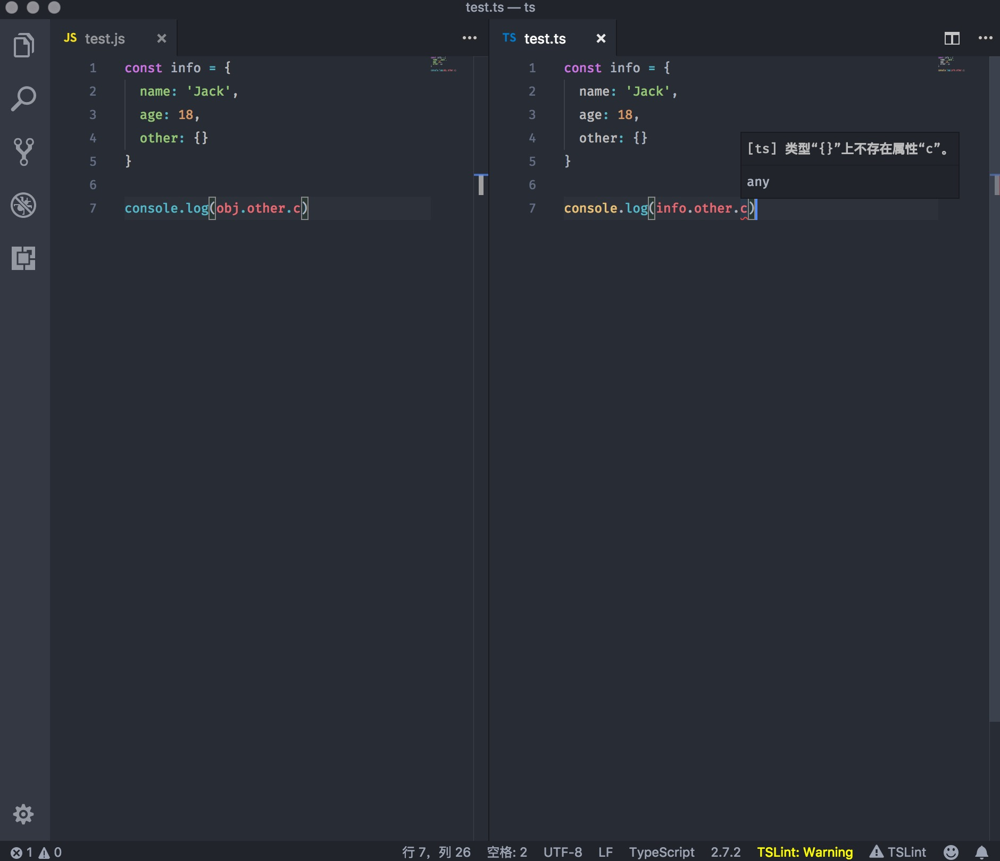 test.ts — ts
JS test.js
1 const info = {
2   name: 'Jack',
3   age: 18,
4   other: {}
5 }
6
7 console.log(obj.other.c)
TS test.ts
1 const info = {
2   name: 'Jack',
3   age: 18,
4   other: {}
5 }
6
7 console.log(info.other.c)
[ts] 类型“{}”上不存在属性“c”。
any
1 0 行 7，列 26 空格: 2 UTF-8 LF TypeScript 2.7.2 TSLint: Warning TSLint